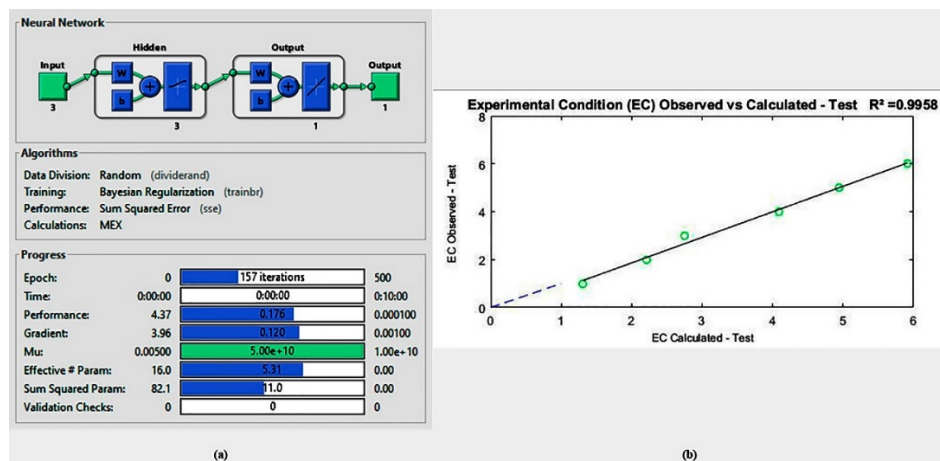 Neural Network
Hidden
Output
Input
W
b
W
b
Output
3
3
1
1
Algorithms
Data Division: Random (dividerand)
Training: Bayesian Regularization (trainbr)
Performance: Sum Squared Error (sse)
Calculations: MEX
Progress
Epoch: 0 157 iterations 500
Time: 0:00:00 0:00:00 0:10:00
Performance: 4.37 0.176 0.000100
Gradient: 3.96 0.120 0.00100
Mu: 0.00500 5.00e+10 1.00e+10
Effective # Param: 16.0 5.31 0.00
Sum Squared Param: 82.1 11.0 0.00
Validation Checks: 0 0 0
(a)
Experimental Condition (EC) Observed vs Calculated - Test R² =0.9958
EC Observed - Test
8
6
4
2
0
0 1 2 3 4 5 6
EC Calculated - Test
(b)